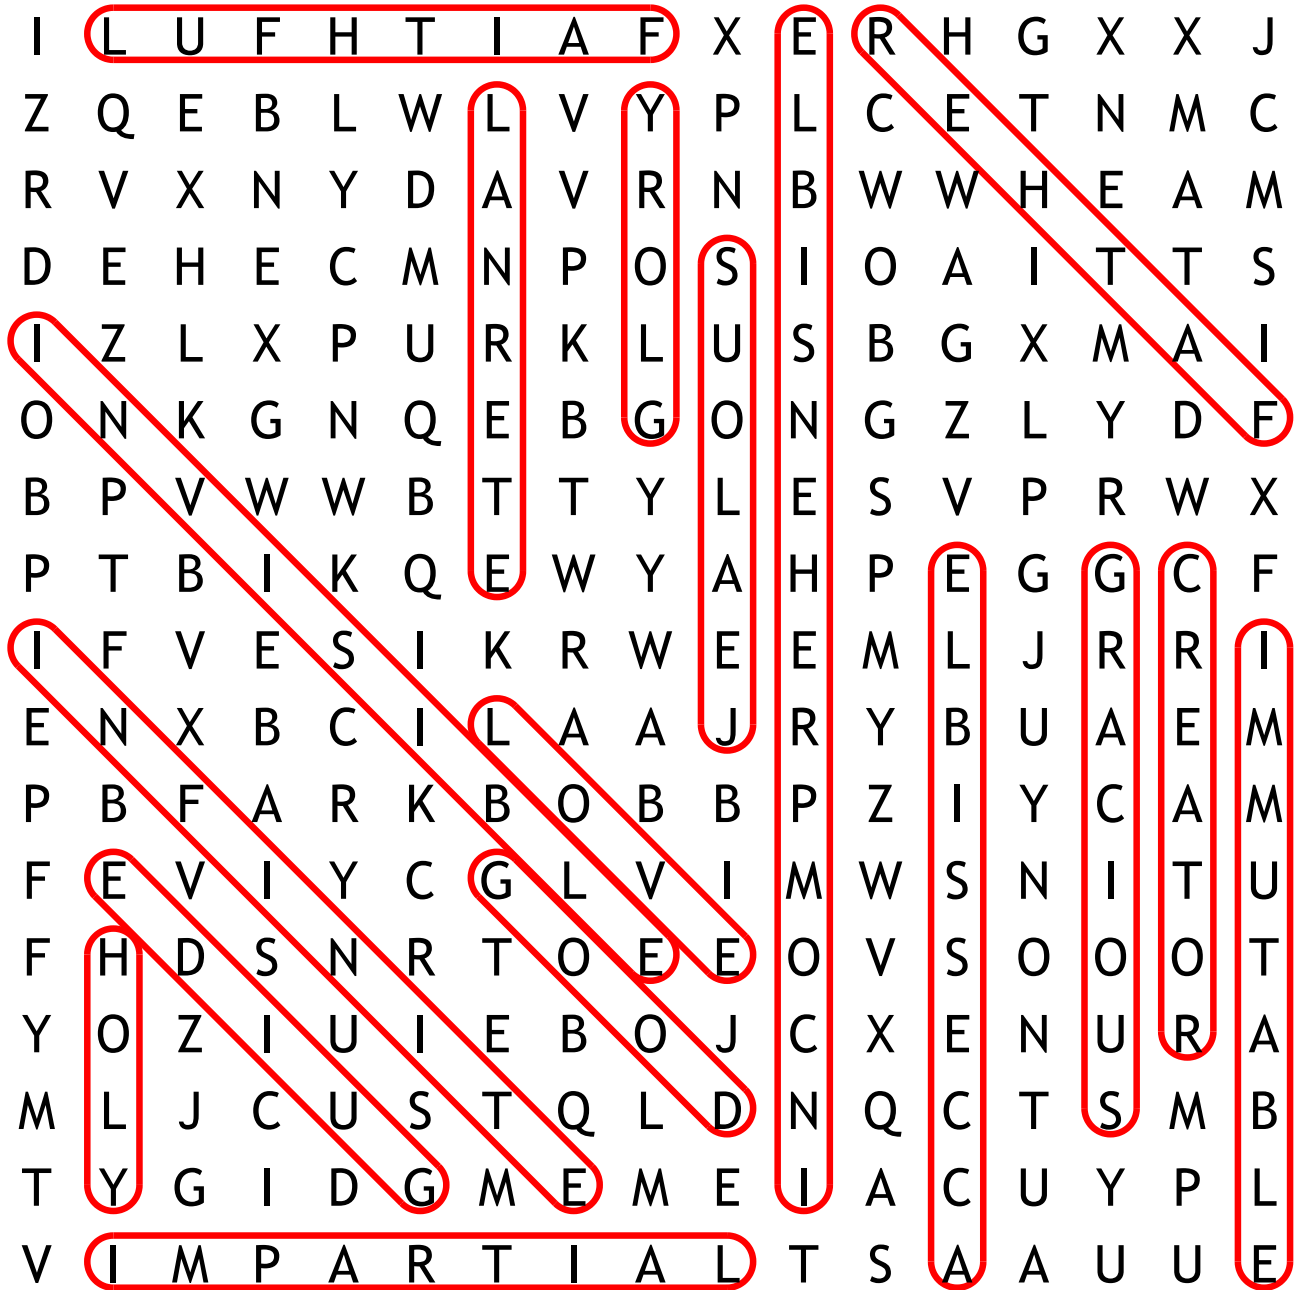 I L U F H T I A F X E R H G X X J
Z Q E B L W L V Y P L C E T N M C
R V X N Y D A V R N B W W H E A M
D E H E C M N P O S I O A I T T S
I Z L X P U R K L U S B G X M A I
O N K G N Q E B G O N G Z L Y D F
B P V W W B T T Y L E S V P R W X
P T B I K Q E W Y A H P E G G C F
I F V E S I K R W E E M L J R R I
E N X B C I L A A J R Y B U A E M
P B F A R K B O B B P Z I Y C A M
F E V I Y C G L V I M W S N I T U
F H D S N R T O E E O V S O O O T
Y O Z I U I E B O J C X E N U R A
M L J C U S T Q L D N Q C T S M B
T Y G I D G M E M E I A C U Y P L
V I M P A R T I A L T S A A U U E